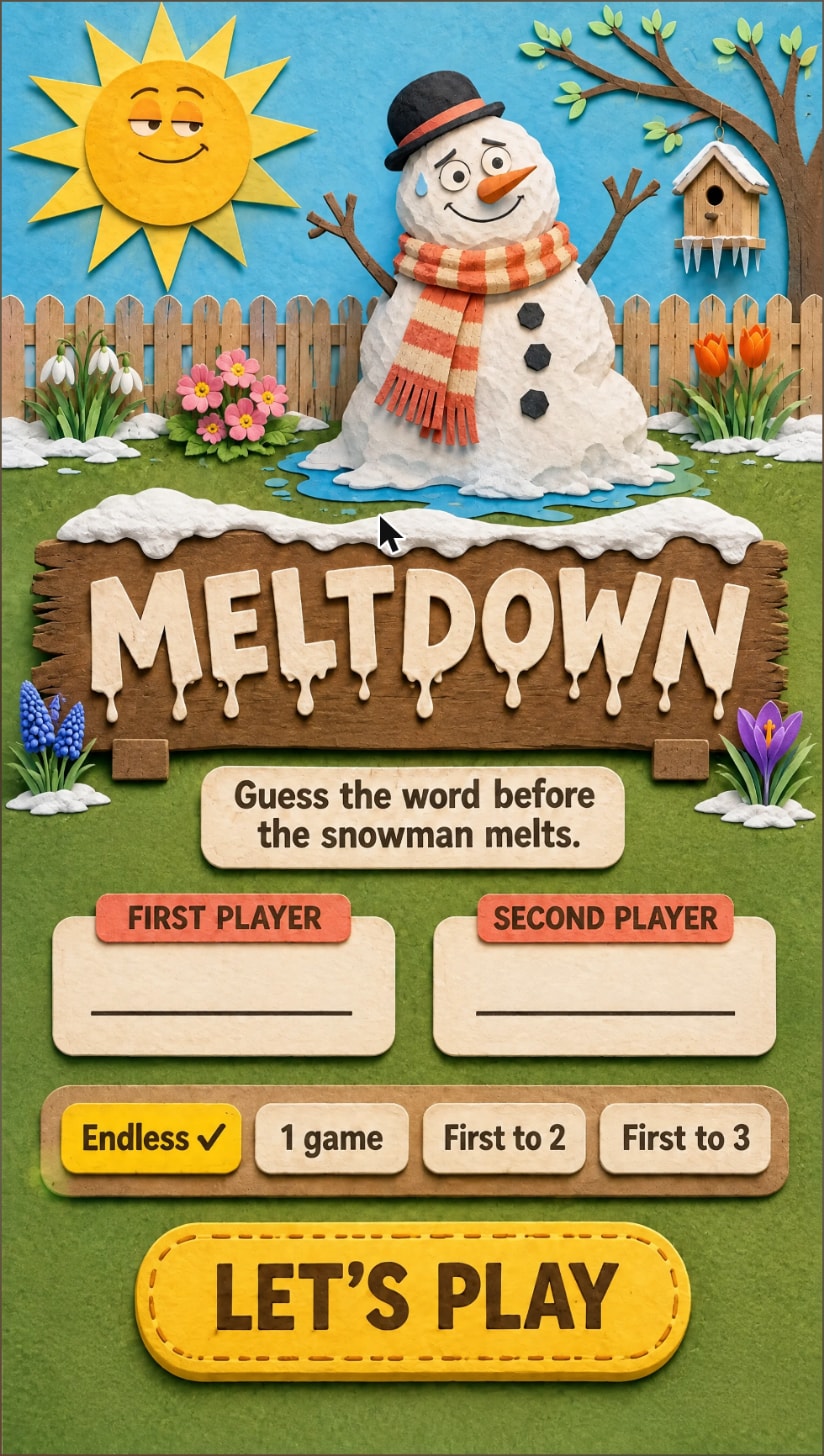 MELTDOWN
Guess the word before
the snowman melts.
FIRST PLAYER
SECOND PLAYER
Endless ✓
1 game
First to 2
First to 3
LET'S PLAY